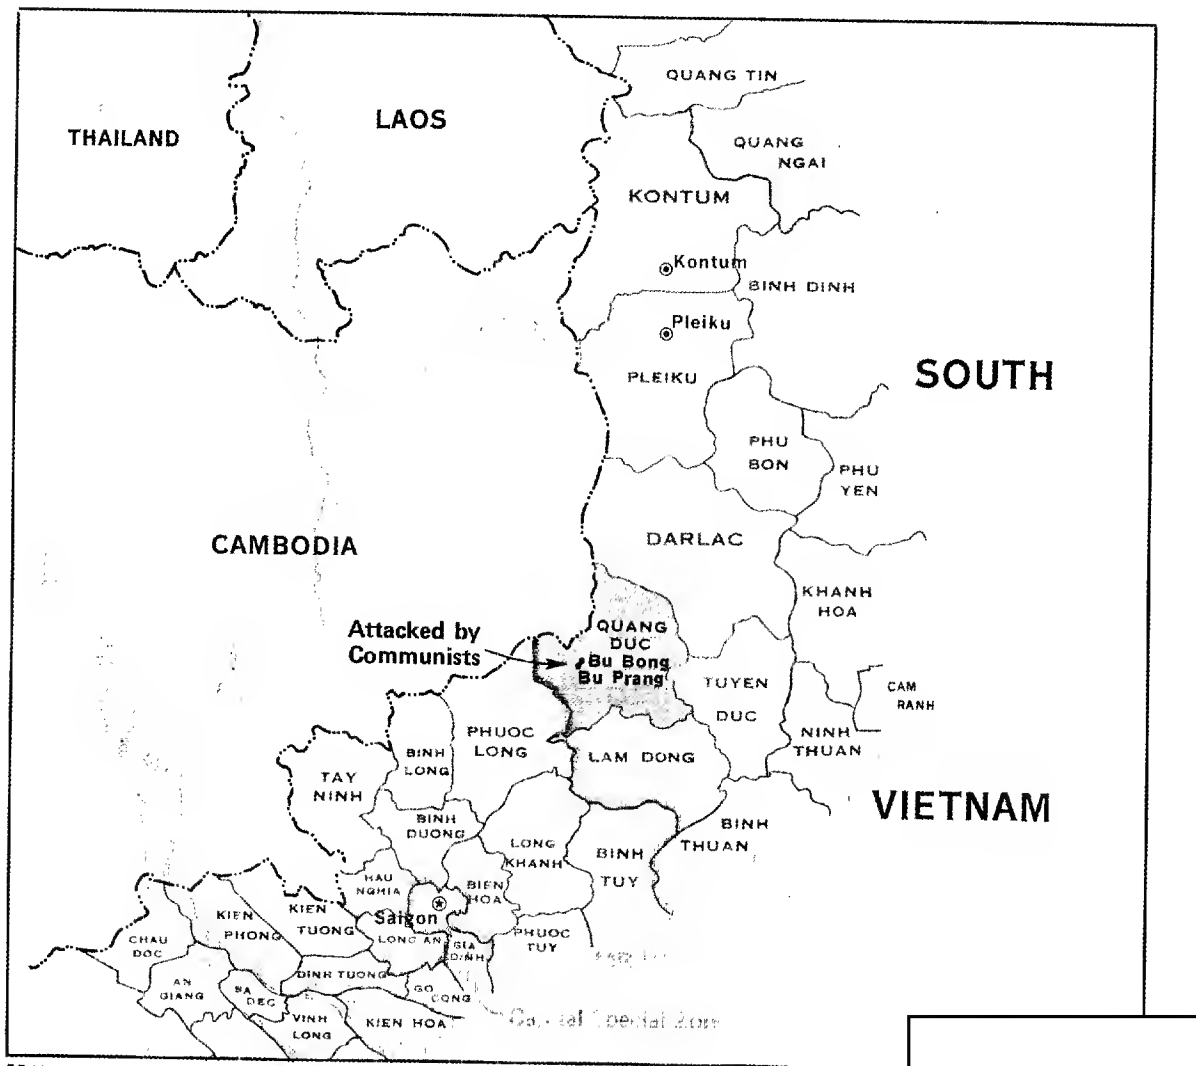 QUANG TIN
LAOS
THAILAND
QUANG
NGAI
KONTUM
Kontum
BINH DINH
Pleiku
PLEIKU
SOUTH
PHU
BON
PHU
YEN
DARLAC
CAMBODIA
KHANH
HOA
Attacked by
Communists
QUANG
DUC
Bu Bong
Bu Prang
TUYEN
DUC
CAM
RANH
NINH
THUAN
PHUOC
LONG
BINH
LONG
LAM DONG
TAY
NINH
VIETNAM
BINH
DUONG
BINH
THUAN
LONG
KHANH
BINH
TUY
HAU
NGHIA
BIEN
HOA
Saigon
KIEN
PHONG
KIEN
TUONG
LONG AN
GIA
DINH
PHUOC
TUY
CHAU
DOC
DINH TUONG
AN
GIANG
SA
DEC
GO
CONG
VINH
LONG
KIEN HOA
Capital Special Zone